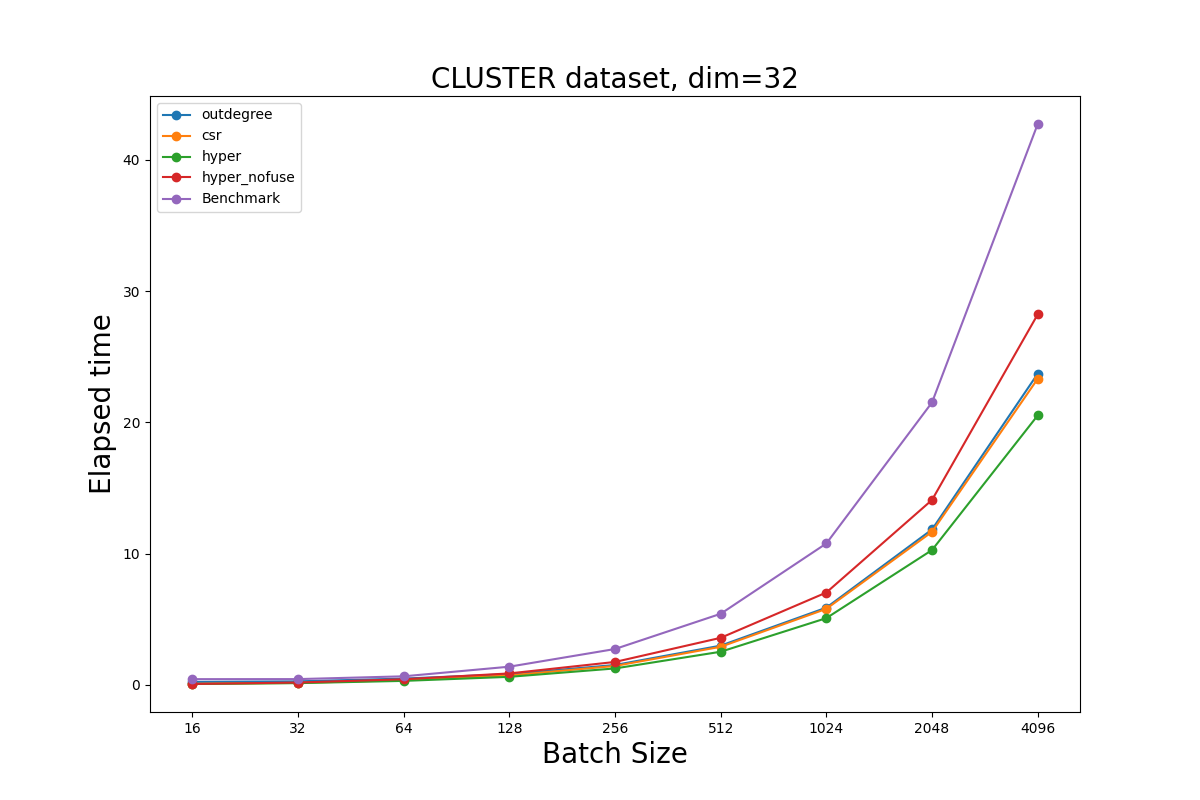 CLUSTER dataset, dim=32
outdegree
csr
hyper
hyper_nofuse
Benchmark
Elapsed time
40
30
20
10
0
16 32 64 128 256 512 1024 2048 4096
Batch Size